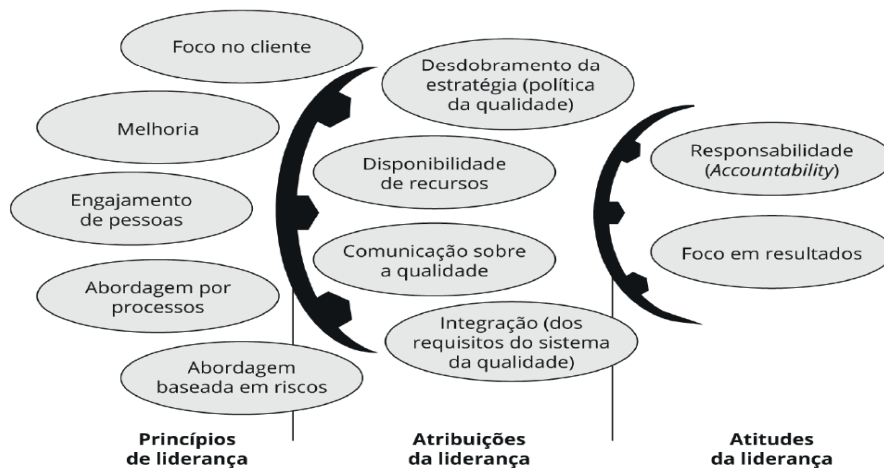 Foco no cliente
Melhoria
Engajamento
de pessoas
Abordagem por
processos
Abordagem
baseada em riscos
Princípios
de liderança
Desdobramento da
estratégia (política
da qualidade)
Disponibilidade
de recursos
Comunicação sobre
a qualidade
Integração (dos
requisitos do sistema
da qualidade)
Atribuições
da liderança
Responsabilidade
(Accountability)
Foco em resultados
Atitudes
da liderança